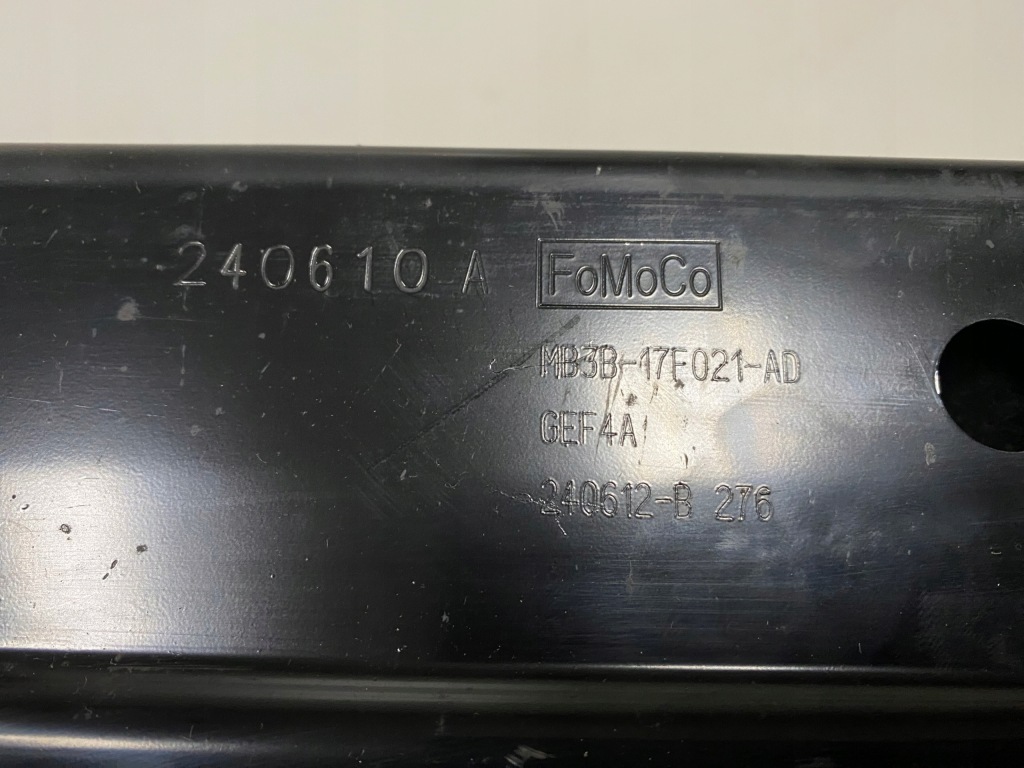 240610 A FoMoCo
MB3B-17F021-AD
GEF4A
240612-B 276